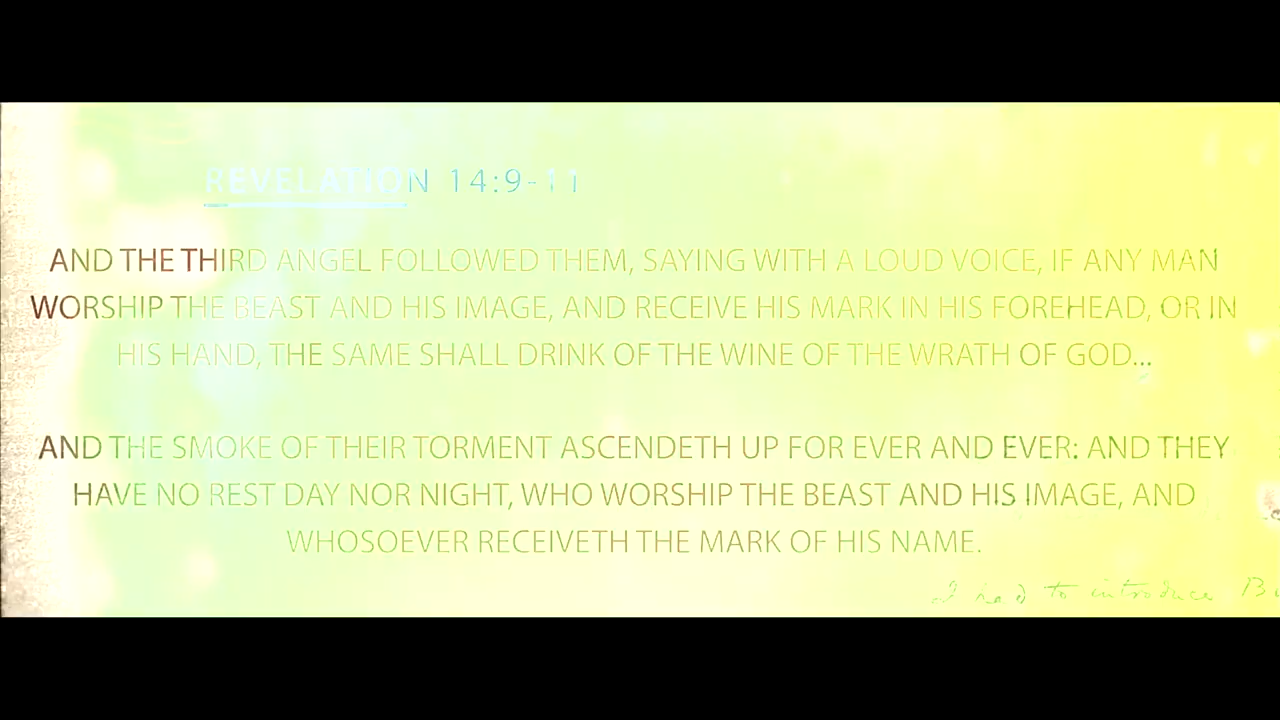 REVELATION 14:9-11
AND THE THIRD ANGEL FOLLOWED THEM, SAYING WITH A LOUD VOICE, IF ANY MAN
WORSHIP THE BEAST AND HIS IMAGE, AND RECEIVE HIS MARK IN HIS FOREHEAD, OR IN
HIS HAND, THE SAME SHALL DRINK OF THE WINE OF THE WRATH OF GOD...
AND THE SMOKE OF THEIR TORMENT ASCENDETH UP FOR EVER AND EVER: AND THEY
HAVE NO REST DAY NOR NIGHT, WHO WORSHIP THE BEAST AND HIS IMAGE, AND
WHOSOEVER RECEIVETH THE MARK OF HIS NAME.
I had to introduce